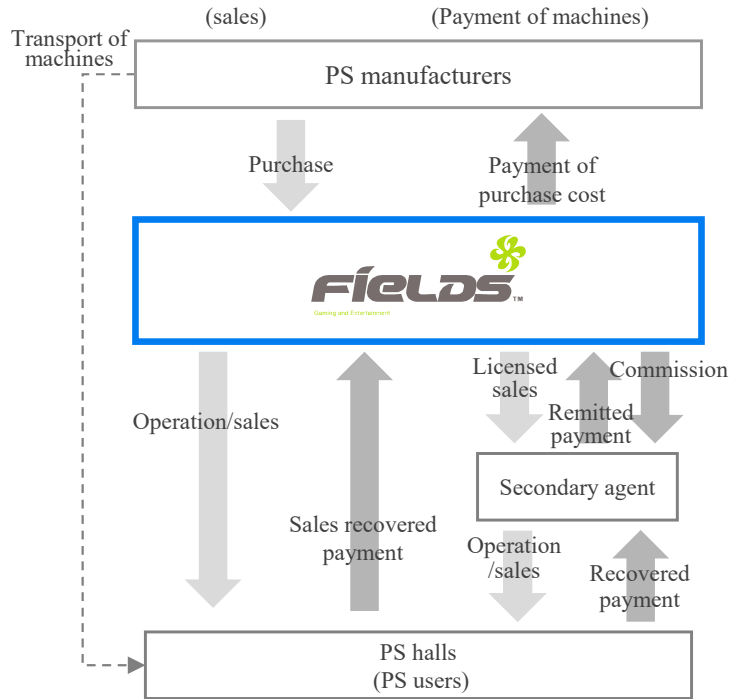 (sales)
(Payment of machines)
Transport of
machines
PS manufacturers
Purchase
Payment of
purchase cost
FIELDS™
Gaming and Entertainment
Operation/sales
Licensed
sales
Commission
Remitted
payment
Secondary agent
Sales recovered
payment
Operation
/sales
Recovered
payment
PS halls
(PS users)